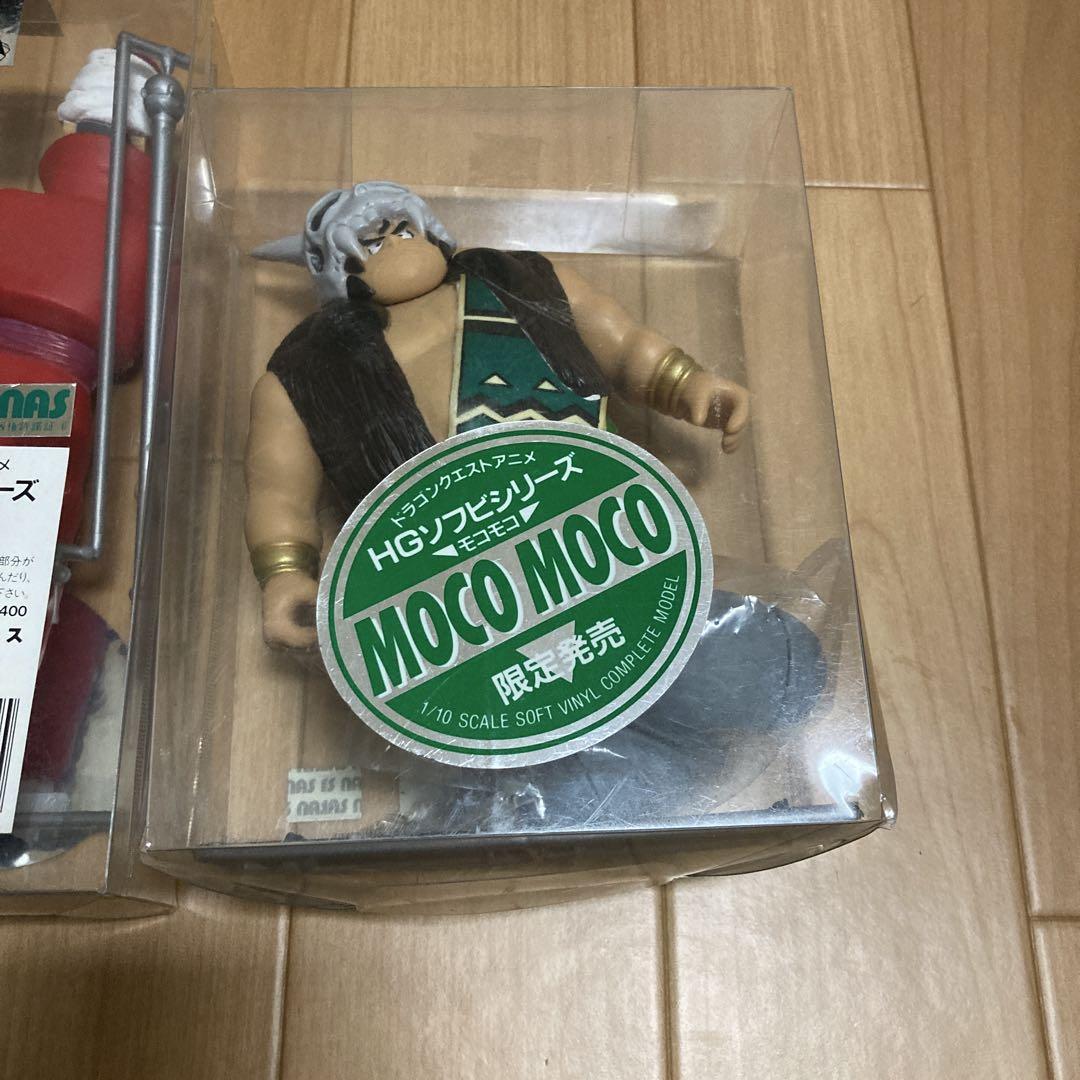 NAS
メ
ーズ
部分が
んだり、
下さい。
400
ス
ドラゴンクエストアニメ
HGソフビシリーズ
◀モコモコ▶
MOCO MOCO
限定発売
1/10 SCALE SOFT VINYL COMPLETE MODEL